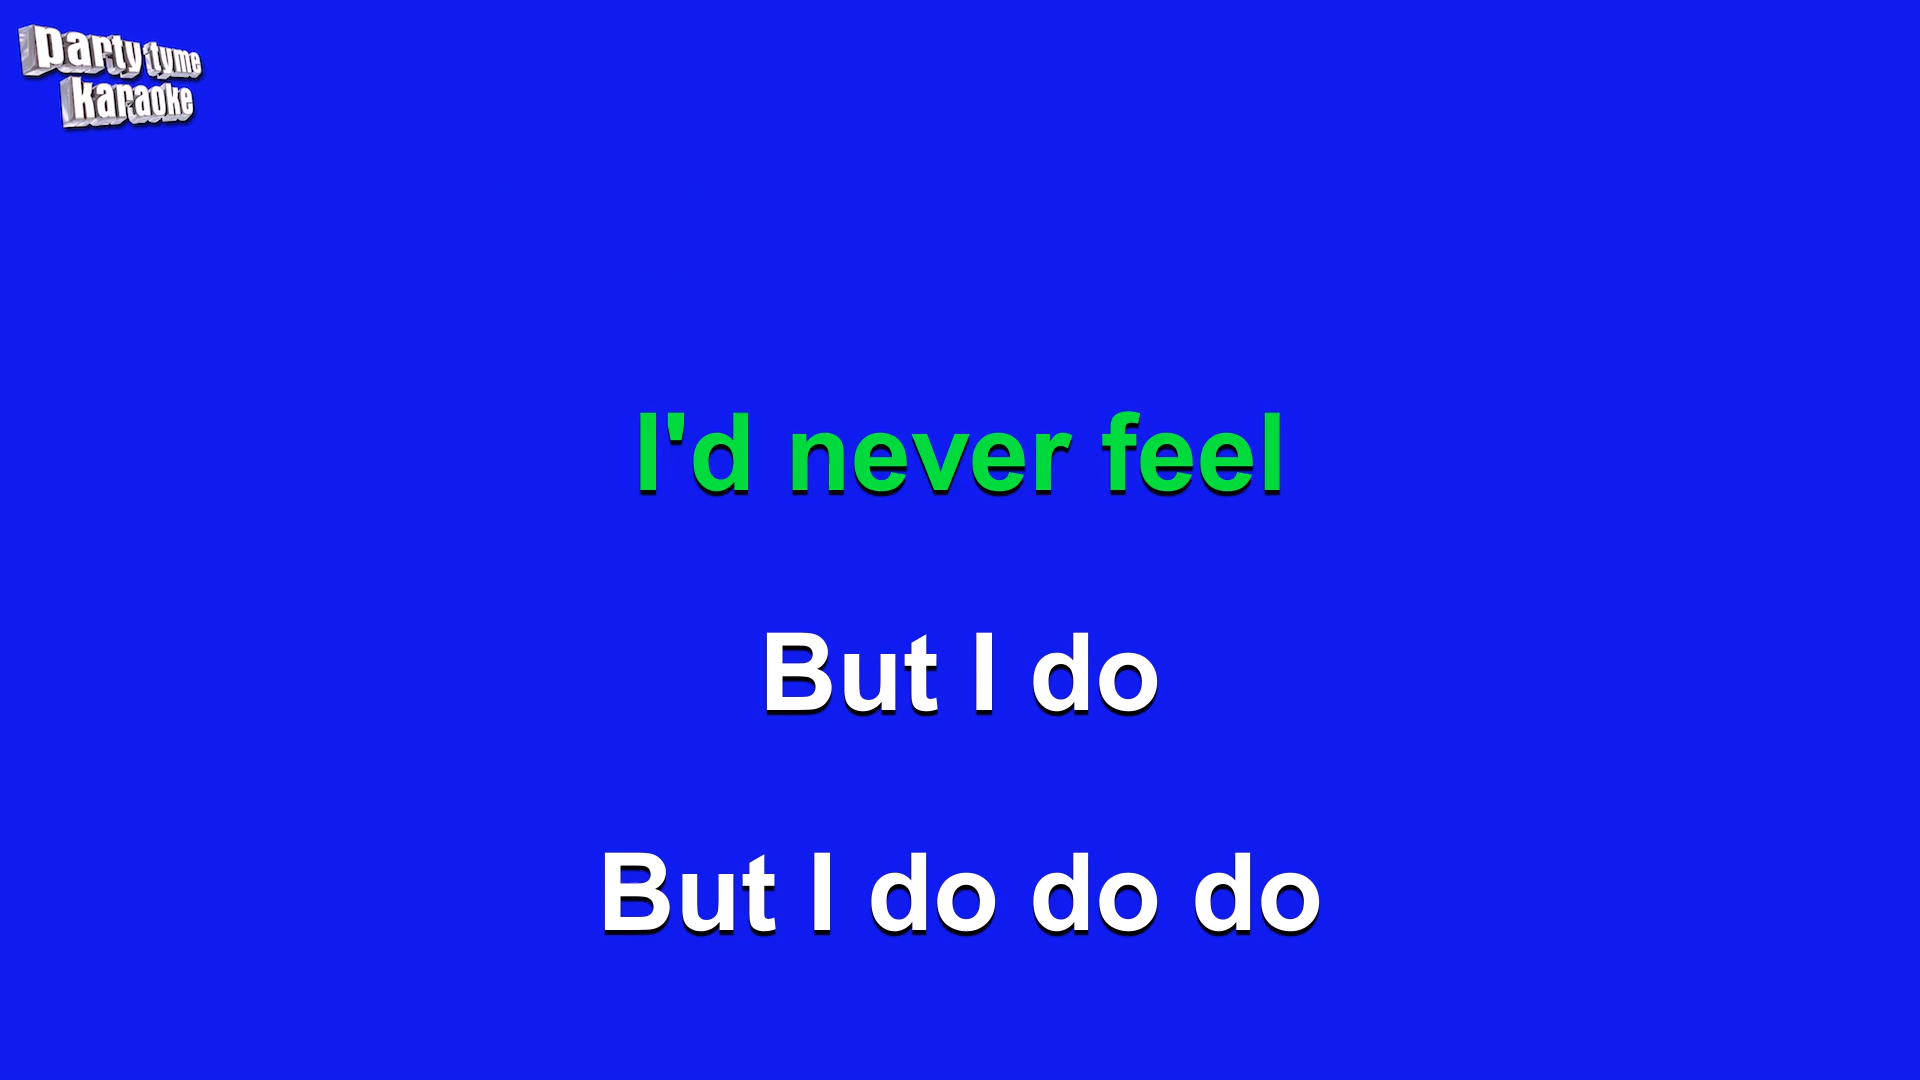 party tyme
karaoke
I'd never feel
But I do
But I do do do